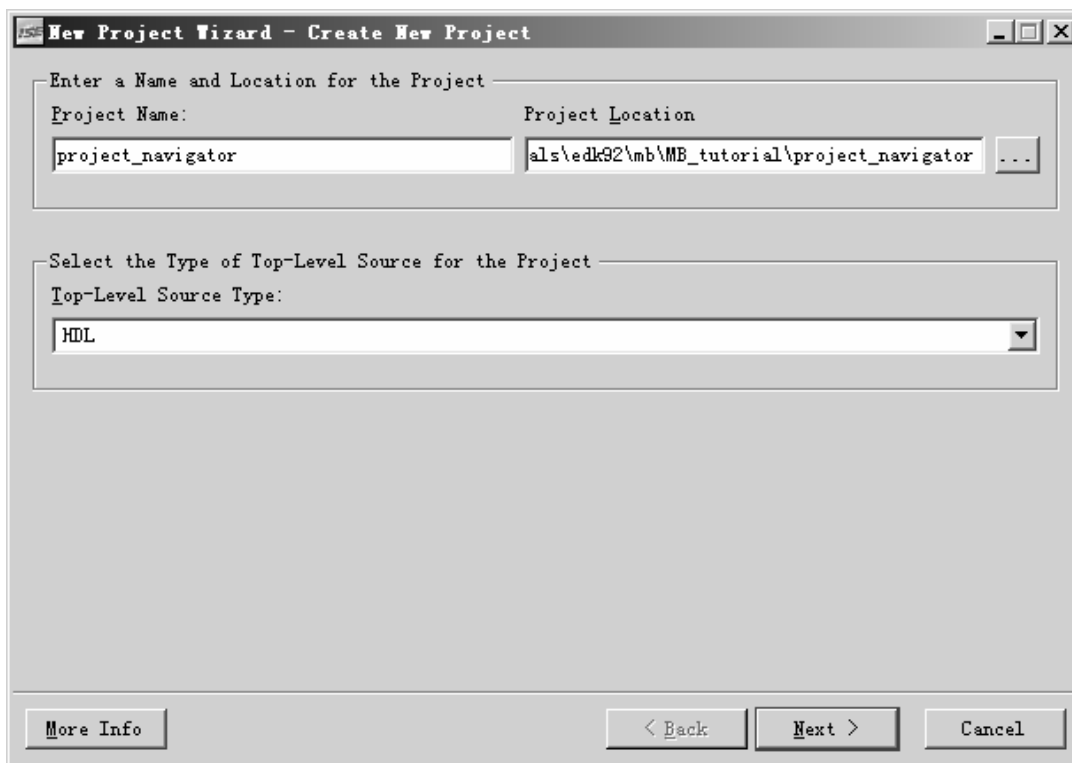 ISE New Project Wizard - Create New Project
Enter a Name and Location for the Project
Project Name: Project Location
project_navigator als\edk92\mb\MB_tutorial\project_navigator ...
Select the Type of Top-Level Source for the Project
Top-Level Source Type:
HDL
More Info < Back Next > Cancel